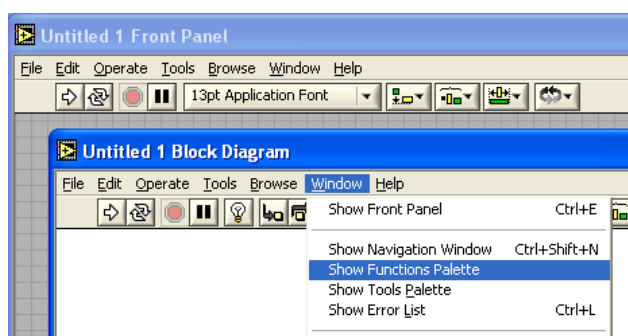 Untitled 1 Front Panel
File Edit Operate Tools Browse Window Help
13pt Application Font
Untitled 1 Block Diagram
File Edit Operate Tools Browse Window Help
Show Front Panel Ctrl+E
Show Navigation Window Ctrl+Shift+N
Show Functions Palette
Show Tools Palette
Show Error List Ctrl+L